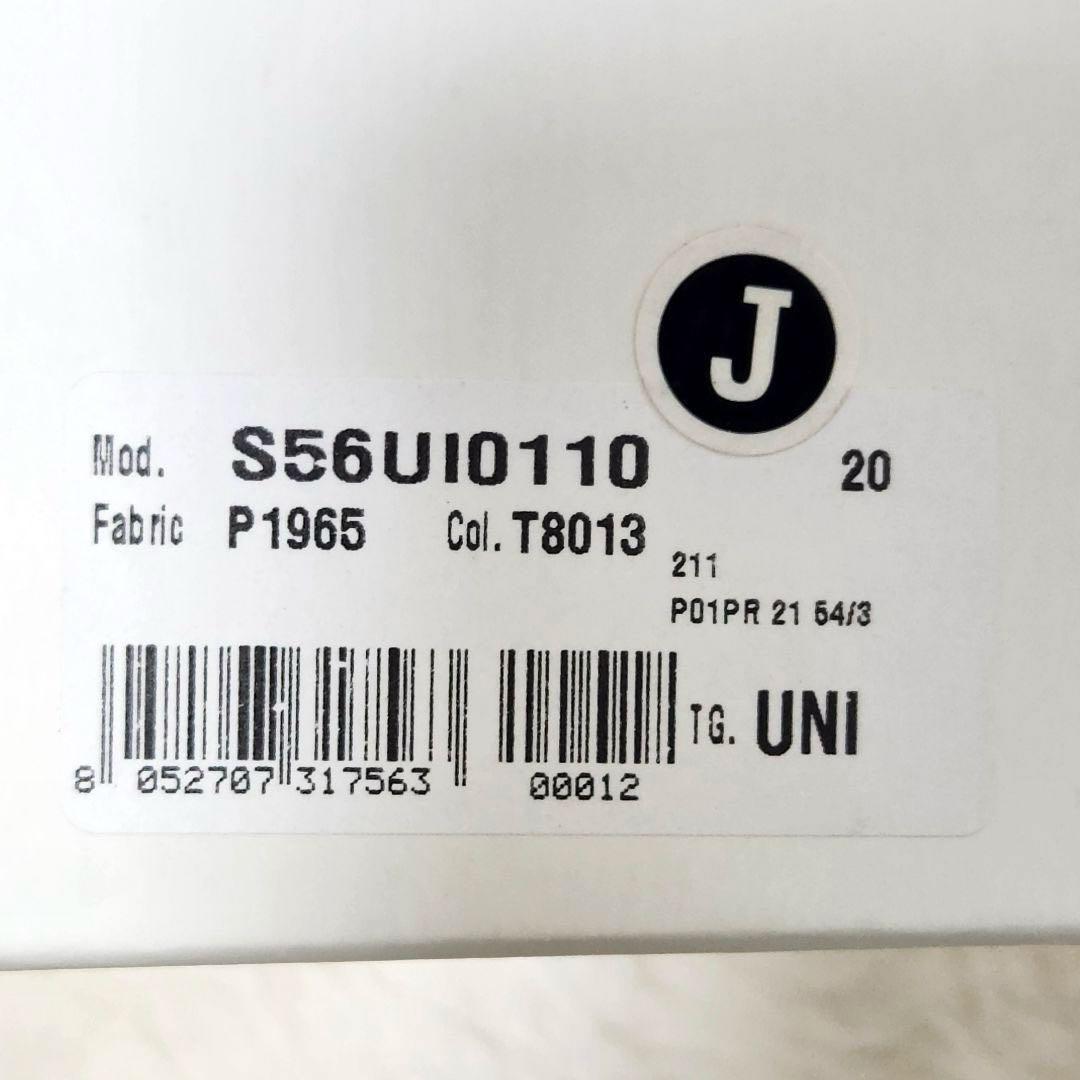 J
Mod. S56UI0110 20
Fabric P1965 Col. T8013
211
P01PR 21 54/3
TG. UNI
8 052707 317563 00012